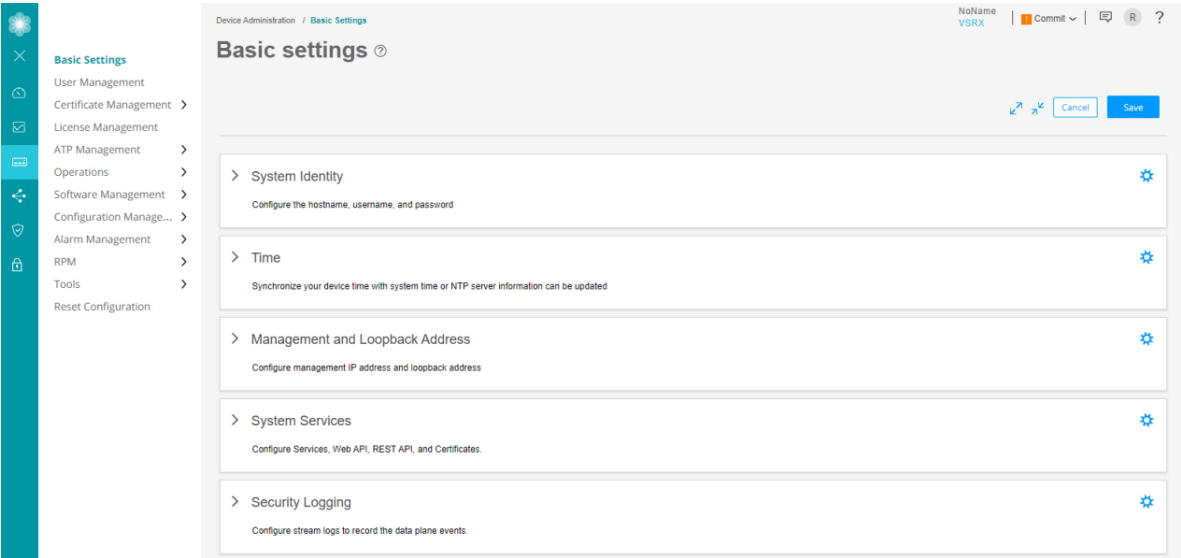 Device Administration / Basic Settings
NoName
VSRX
! Commit
R ?
Basic settings ?
Basic Settings
User Management
Certificate Management
License Management
ATP Management
Operations
Software Management
Configuration Manage...
Alarm Management
RPM
Tools
Reset Configuration
Cancel
Save
System Identity
Configure the hostname, username, and password
Time
Synchronize your device time with system time or NTP server information can be updated
Management and Loopback Address
Configure management IP address and loopback address
System Services
Configure Services, Web API, REST API, and Certificates.
Security Logging
Configure stream logs to record the data plane events.